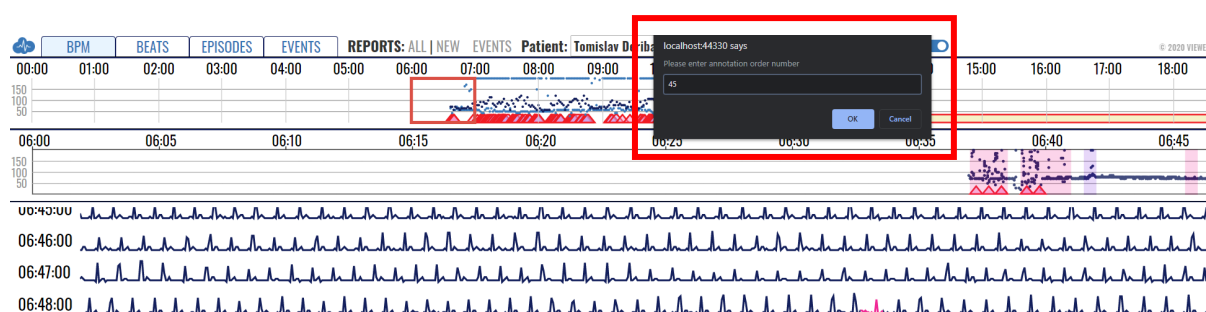 BPM BEATS EPISODES EVENTS REPORTS: ALL | NEW EVENTS Patient: Tomislav © 2020
localhost:44330 says
Please enter annotation order number
45
OK Cancel
00:00 01:00 02:00 03:00 04:00 05:00 06:00 07:00 08:00 09:00 15:00 16:00 17:00 18:00
150
100
50
06:00 06:05 06:10 06:15 06:20 06:25 06:30 06:35 06:40 06:45
150
100
50
06:45:00
06:46:00
06:47:00
06:48:00